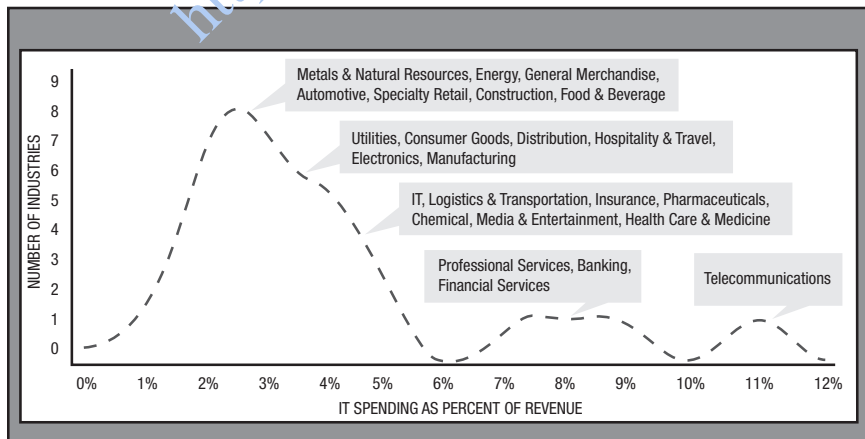 9
8
7
6
5
4
3
2
1
0
NUMBER OF INDUSTRIES
Metals & Natural Resources, Energy, General Merchandise,
Automotive, Specialty Retail, Construction, Food & Beverage
Utilities, Consumer Goods, Distribution, Hospitality & Travel,
Electronics, Manufacturing
IT, Logistics & Transportation, Insurance, Pharmaceuticals,
Chemical, Media & Entertainment, Health Care & Medicine
Professional Services, Banking,
Financial Services
Telecommunications
0% 1% 2% 3% 4% 5% 6% 7% 8% 9% 10% 11% 12%
IT SPENDING AS PERCENT OF REVENUE